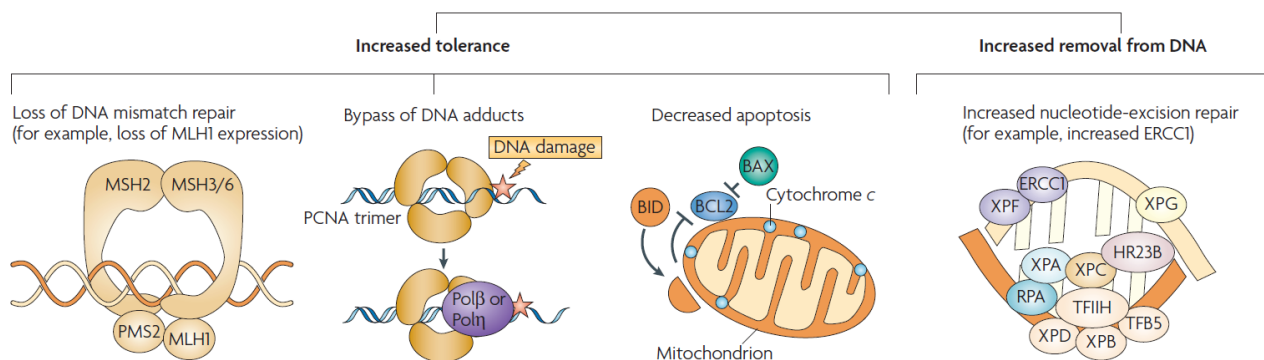 Increased tolerance
Increased removal from DNA
Loss of DNA mismatch repair
(for example, loss of MLH1 expression)
Bypass of DNA adducts
Decreased apoptosis
Increased nucleotide-excision repair
(for example, increased ERCC1)
MSH2
MSH3/6
PMS2
MLH1
DNA damage
PCNA trimer
Polβ or
Polη
BAX
BID
BCL2
Cytochrome c
Mitochondrion
ERCC1
XPF
XPG
HR23B
XPA
XPC
RPA
TFIIH
TFB5
XPD
XPB